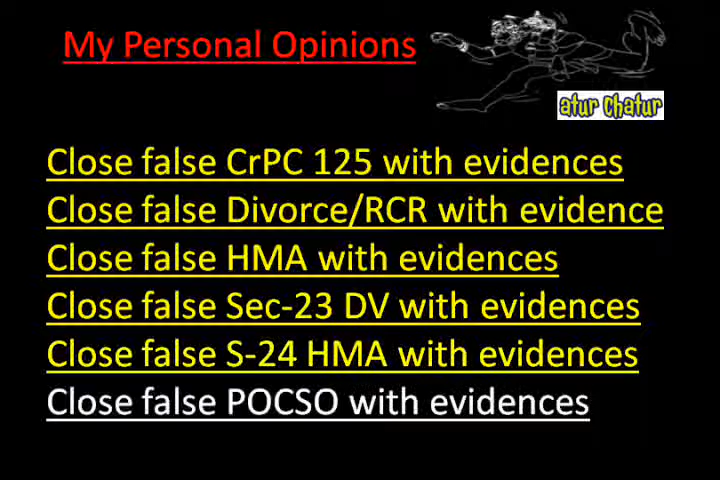 My Personal Opinions
atur Chatur
Close false CrPC 125 with evidences
Close false Divorce/RCR with evidence
Close false HMA with evidences
Close false Sec-23 DV with evidences
Close false S-24 HMA with evidences
Close false POCSO with evidences